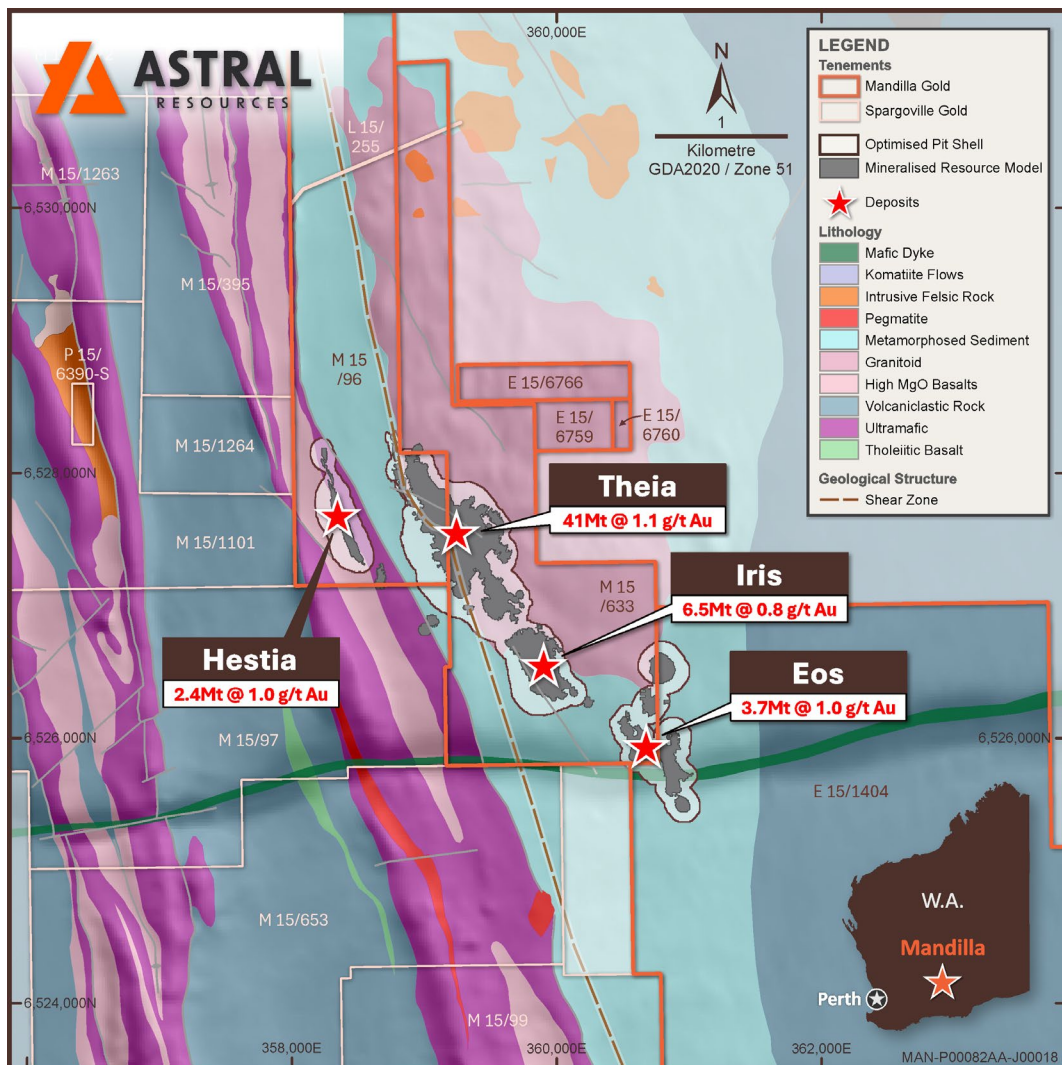 ASTRAL
RESOURCES
360,000E
N
1
Kilometre
GDA2020 / Zone 51
LEGEND
Tenements
Mandilla Gold
Spargoville Gold
Optimised Pit Shell
Mineralised Resource Model
Deposits
Lithology
Mafic Dyke
Komatiite Flows
Intrusive Felsic Rock
Pegmatite
Metamorphosed Sediment
Granitoid
High MgO Basalts
Volcaniclastic Rock
Ultramafic
Tholeiitic Basalt
Geological Structure
Shear Zone
L 15/
255
M 15/1263
6,530,000N
M 15/395
P 15/
6390-S
M 15
/96
E 15/6766
E 15/
6759
E 15/
6760
M 15/1264
6,528,000N
Theia
41Mt @ 1.1 g/t Au
M 15/1101
Iris
6.5Mt @ 0.8 g/t Au
M 15
/633
Hestia
2.4Mt @ 1.0 g/t Au
Eos
3.7Mt @ 1.0 g/t Au
M 15/97
6,526,000N
6,526,000N
E 15/1404
M 15/653
W.A.
Mandilla
Perth
6,524,000N
M 15/99
358,000E
360,000E
362,000E
MAN-P00082AA-J00018